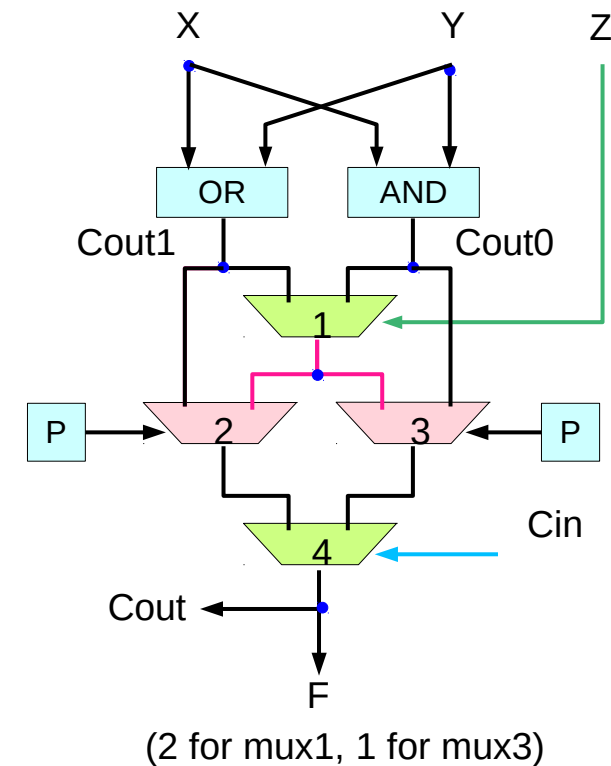 X Y Z
OR AND
Cout1 Cout0
1
P 2 3 P
Cin
4
Cout
F
(2 for mux1, 1 for mux3)